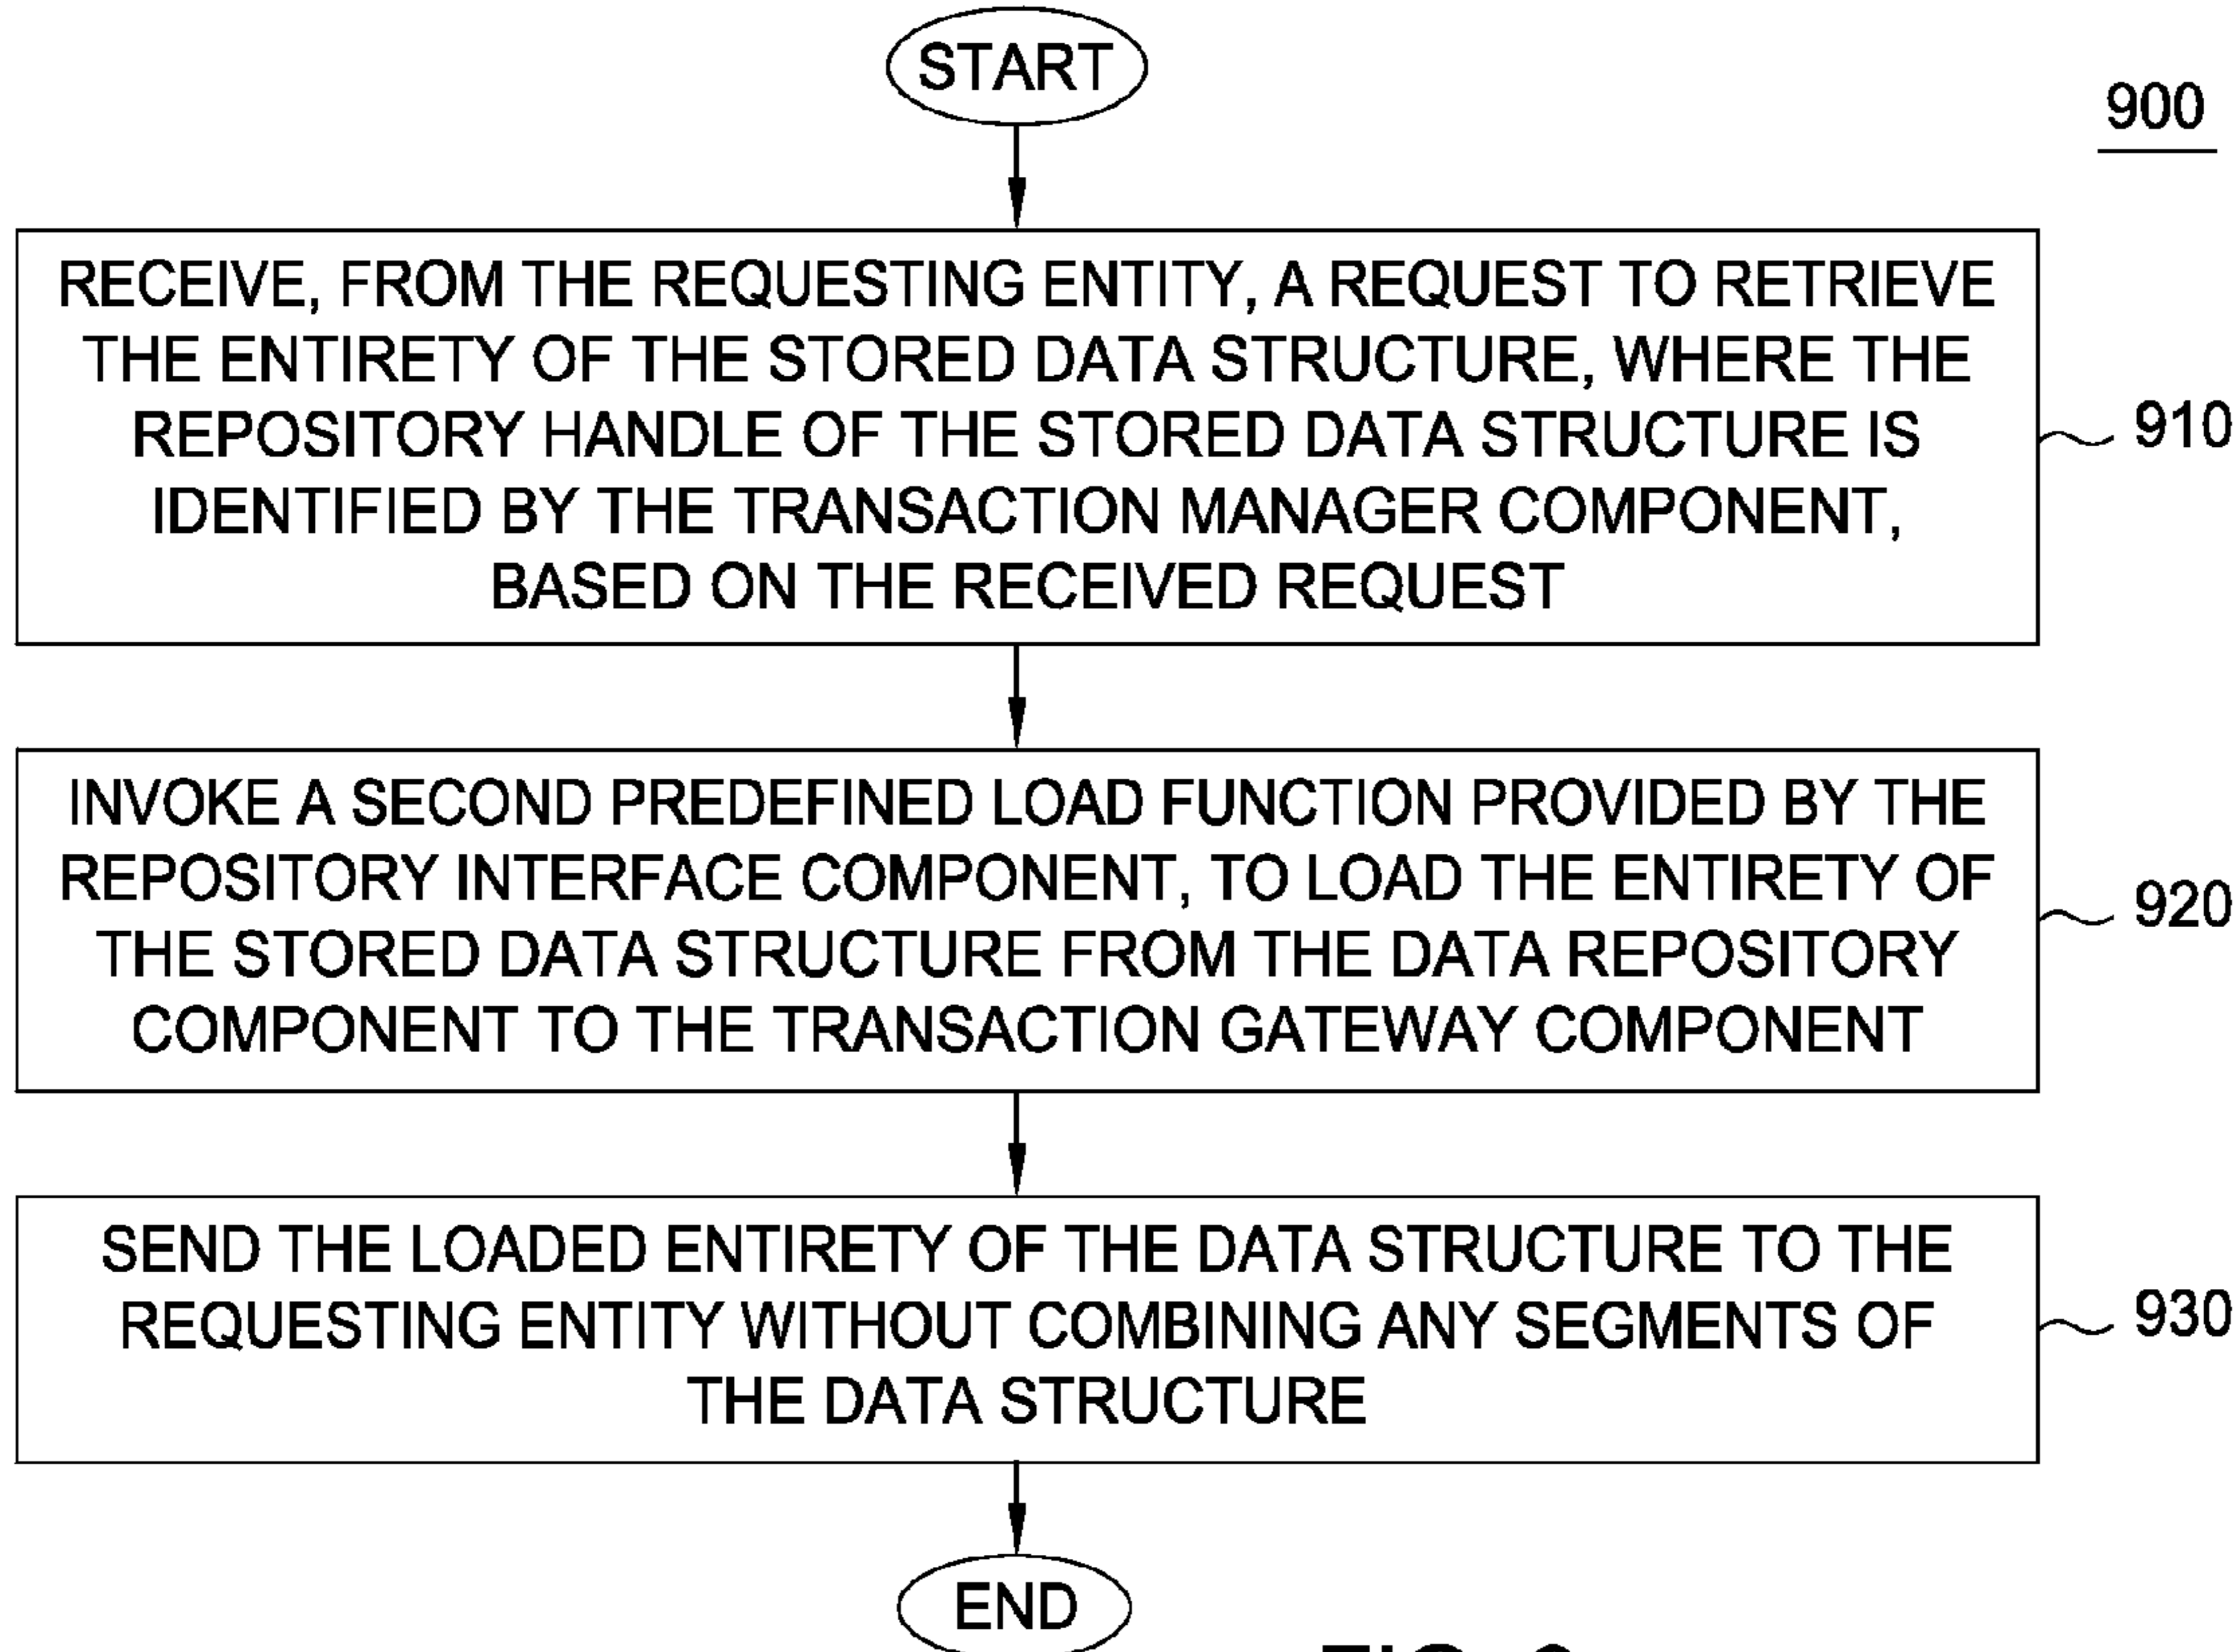 START
900
RECEIVE, FROM THE REQUESTING ENTITY, A REQUEST TO RETRIEVE
THE ENTIRETY OF THE STORED DATA STRUCTURE, WHERE THE
REPOSITORY HANDLE OF THE STORED DATA STRUCTURE IS
IDENTIFIED BY THE TRANSACTION MANAGER COMPONENT,
BASED ON THE RECEIVED REQUEST
910
INVOKE A SECOND PREDEFINED LOAD FUNCTION PROVIDED BY THE
REPOSITORY INTERFACE COMPONENT, TO LOAD THE ENTIRETY OF
THE STORED DATA STRUCTURE FROM THE DATA REPOSITORY
COMPONENT TO THE TRANSACTION GATEWAY COMPONENT
920
SEND THE LOADED ENTIRETY OF THE DATA STRUCTURE TO THE
REQUESTING ENTITY WITHOUT COMBINING ANY SEGMENTS OF
THE DATA STRUCTURE
930
END